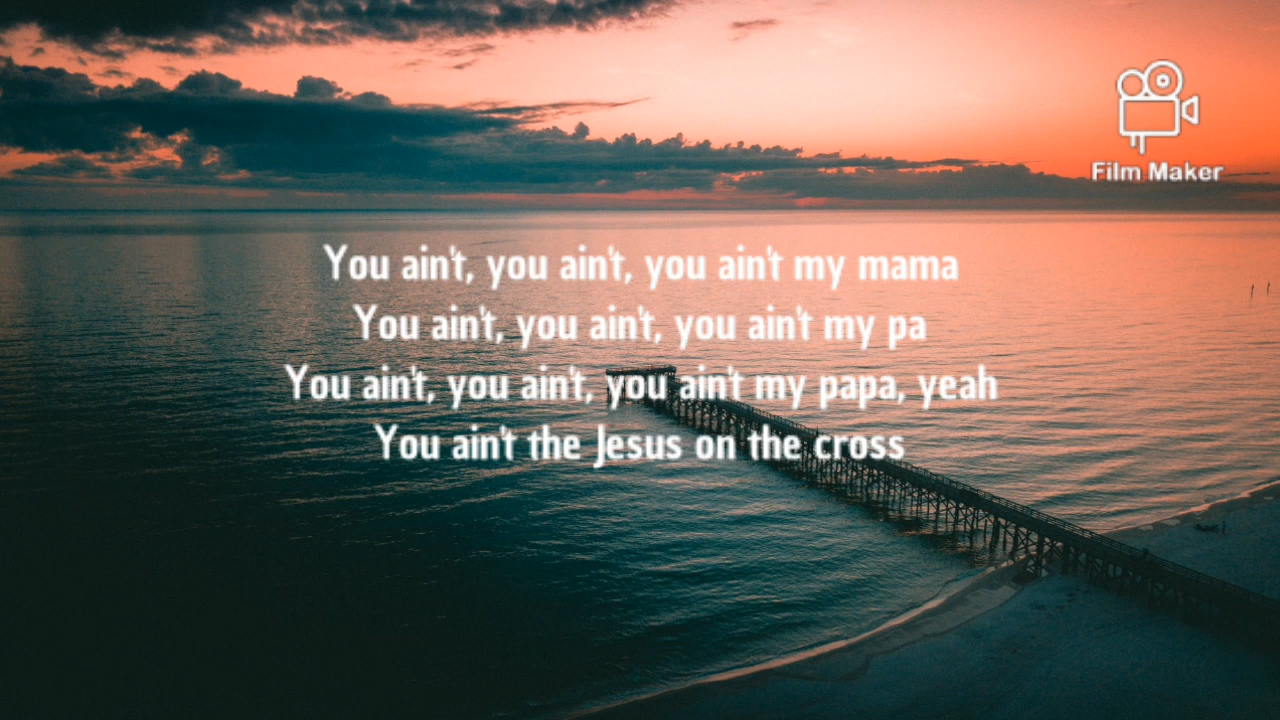 Film Maker
You ain't, you ain't, you ain't my mama
You ain't, you ain't, you ain't my pa
You ain't, you ain't, you ain't my papa, yeah
You ain't the Jesus on the cross